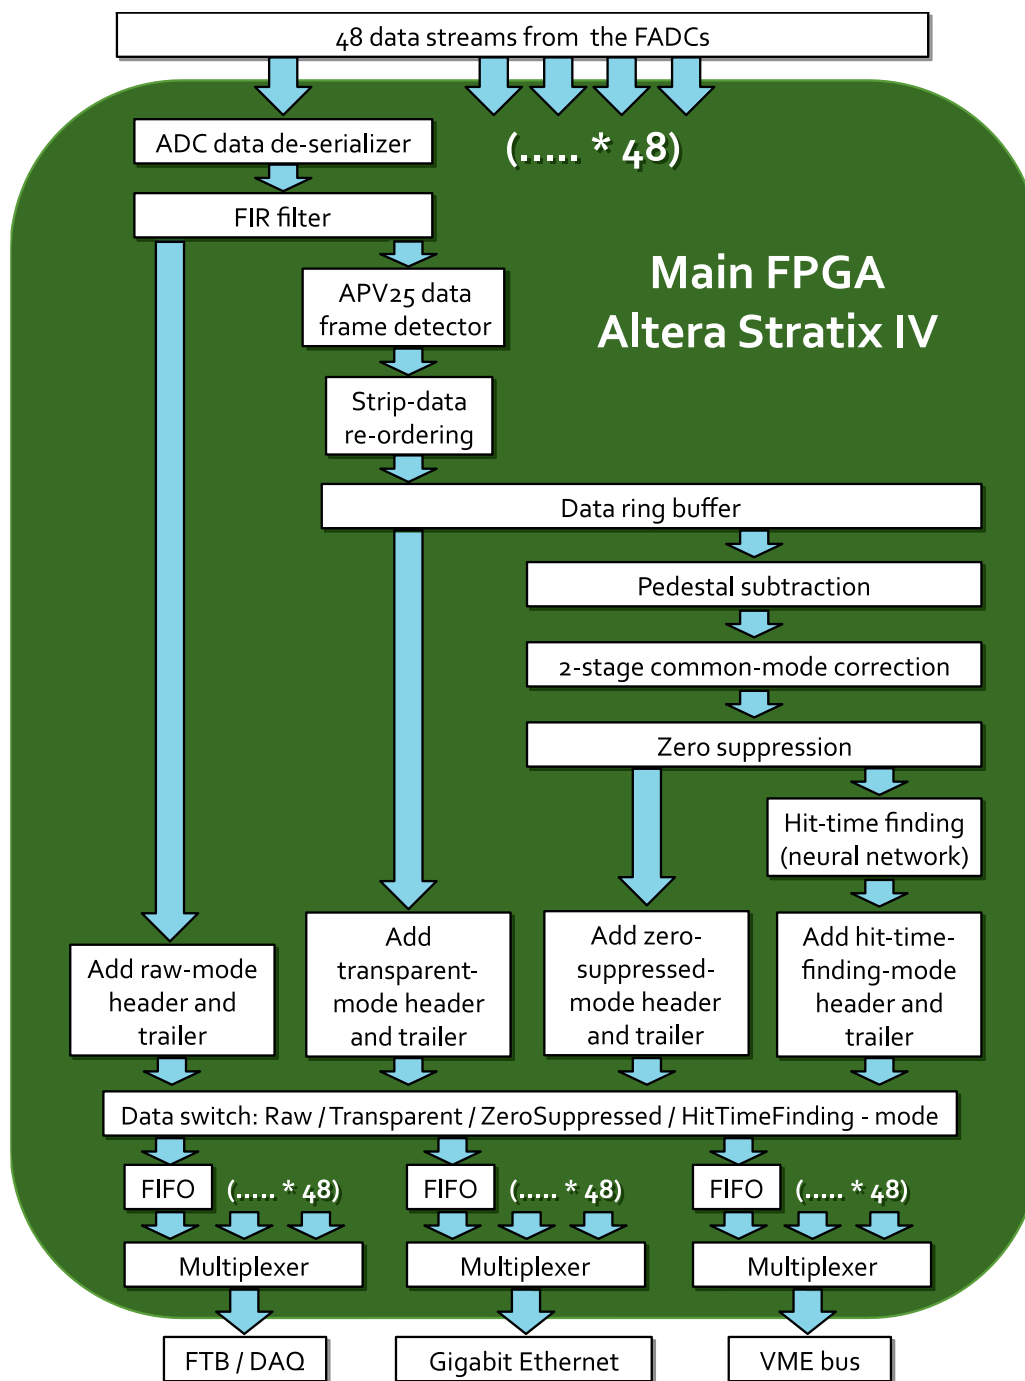 48 data streams from the FADCs
ADC data de-serializer
(..... * 48)
FIR filter
Main FPGA
Altera Stratix IV
APV25 data
frame detector
Strip-data
re-ordering
Data ring buffer
Pedestal subtraction
2-stage common-mode correction
Zero suppression
Hit-time finding
(neural network)
Add raw-mode
header and
trailer
Add
transparent-
mode header
and trailer
Add zero-
suppressed-
mode header
and trailer
Add hit-time-
finding-mode
header and
trailer
Data switch: Raw / Transparent / ZeroSuppressed / HitTimeFinding - mode
FIFO
(..... * 48)
FIFO
(..... * 48)
FIFO
(..... * 48)
Multiplexer
Multiplexer
Multiplexer
FTB / DAQ
Gigabit Ethernet
VME bus